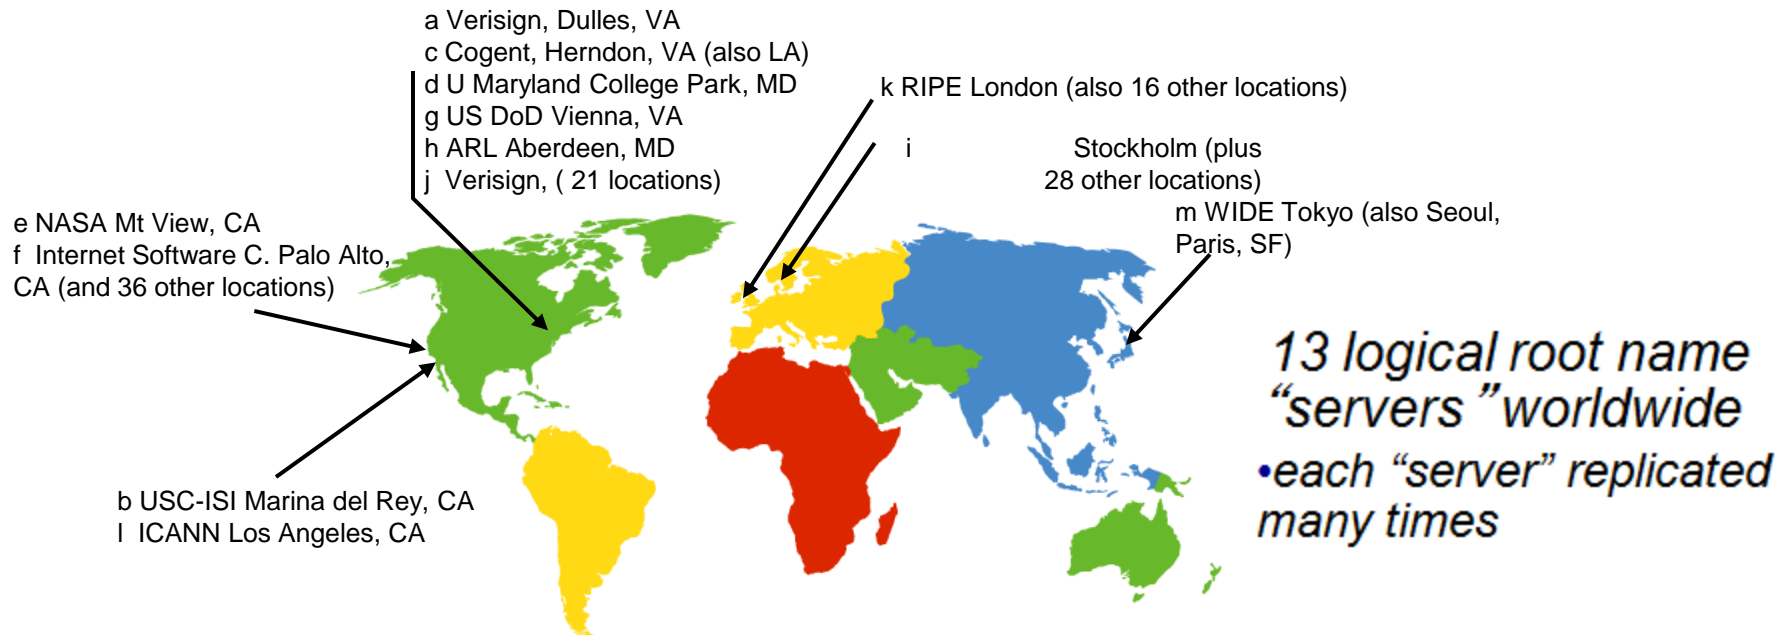 a Verisign, Dulles, VA
c Cogent, Herndon, VA (also LA)
d U Maryland College Park, MD
g US DoD Vienna, VA
h ARL Aberdeen, MD
j Verisign, ( 21 locations)
k RIPE London (also 16 other locations)
i Stockholm (plus
28 other locations)
m WIDE Tokyo (also Seoul,
Paris, SF)
e NASA Mt View, CA
f Internet Software C. Palo Alto,
CA (and 36 other locations)
b USC-ISI Marina del Rey, CA
l ICANN Los Angeles, CA
13 logical root name
“servers ” worldwide
•each “server” replicated
many times